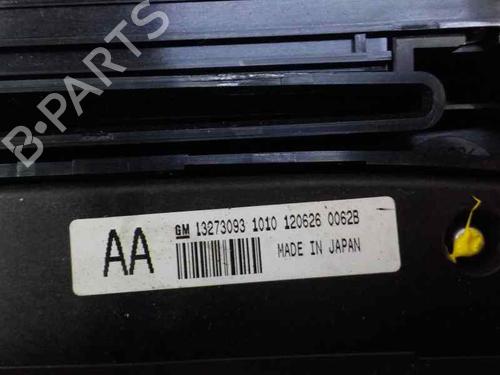 B-PARTS
AA
GM 13273093 1010 120626 0062B
MADE IN JAPAN